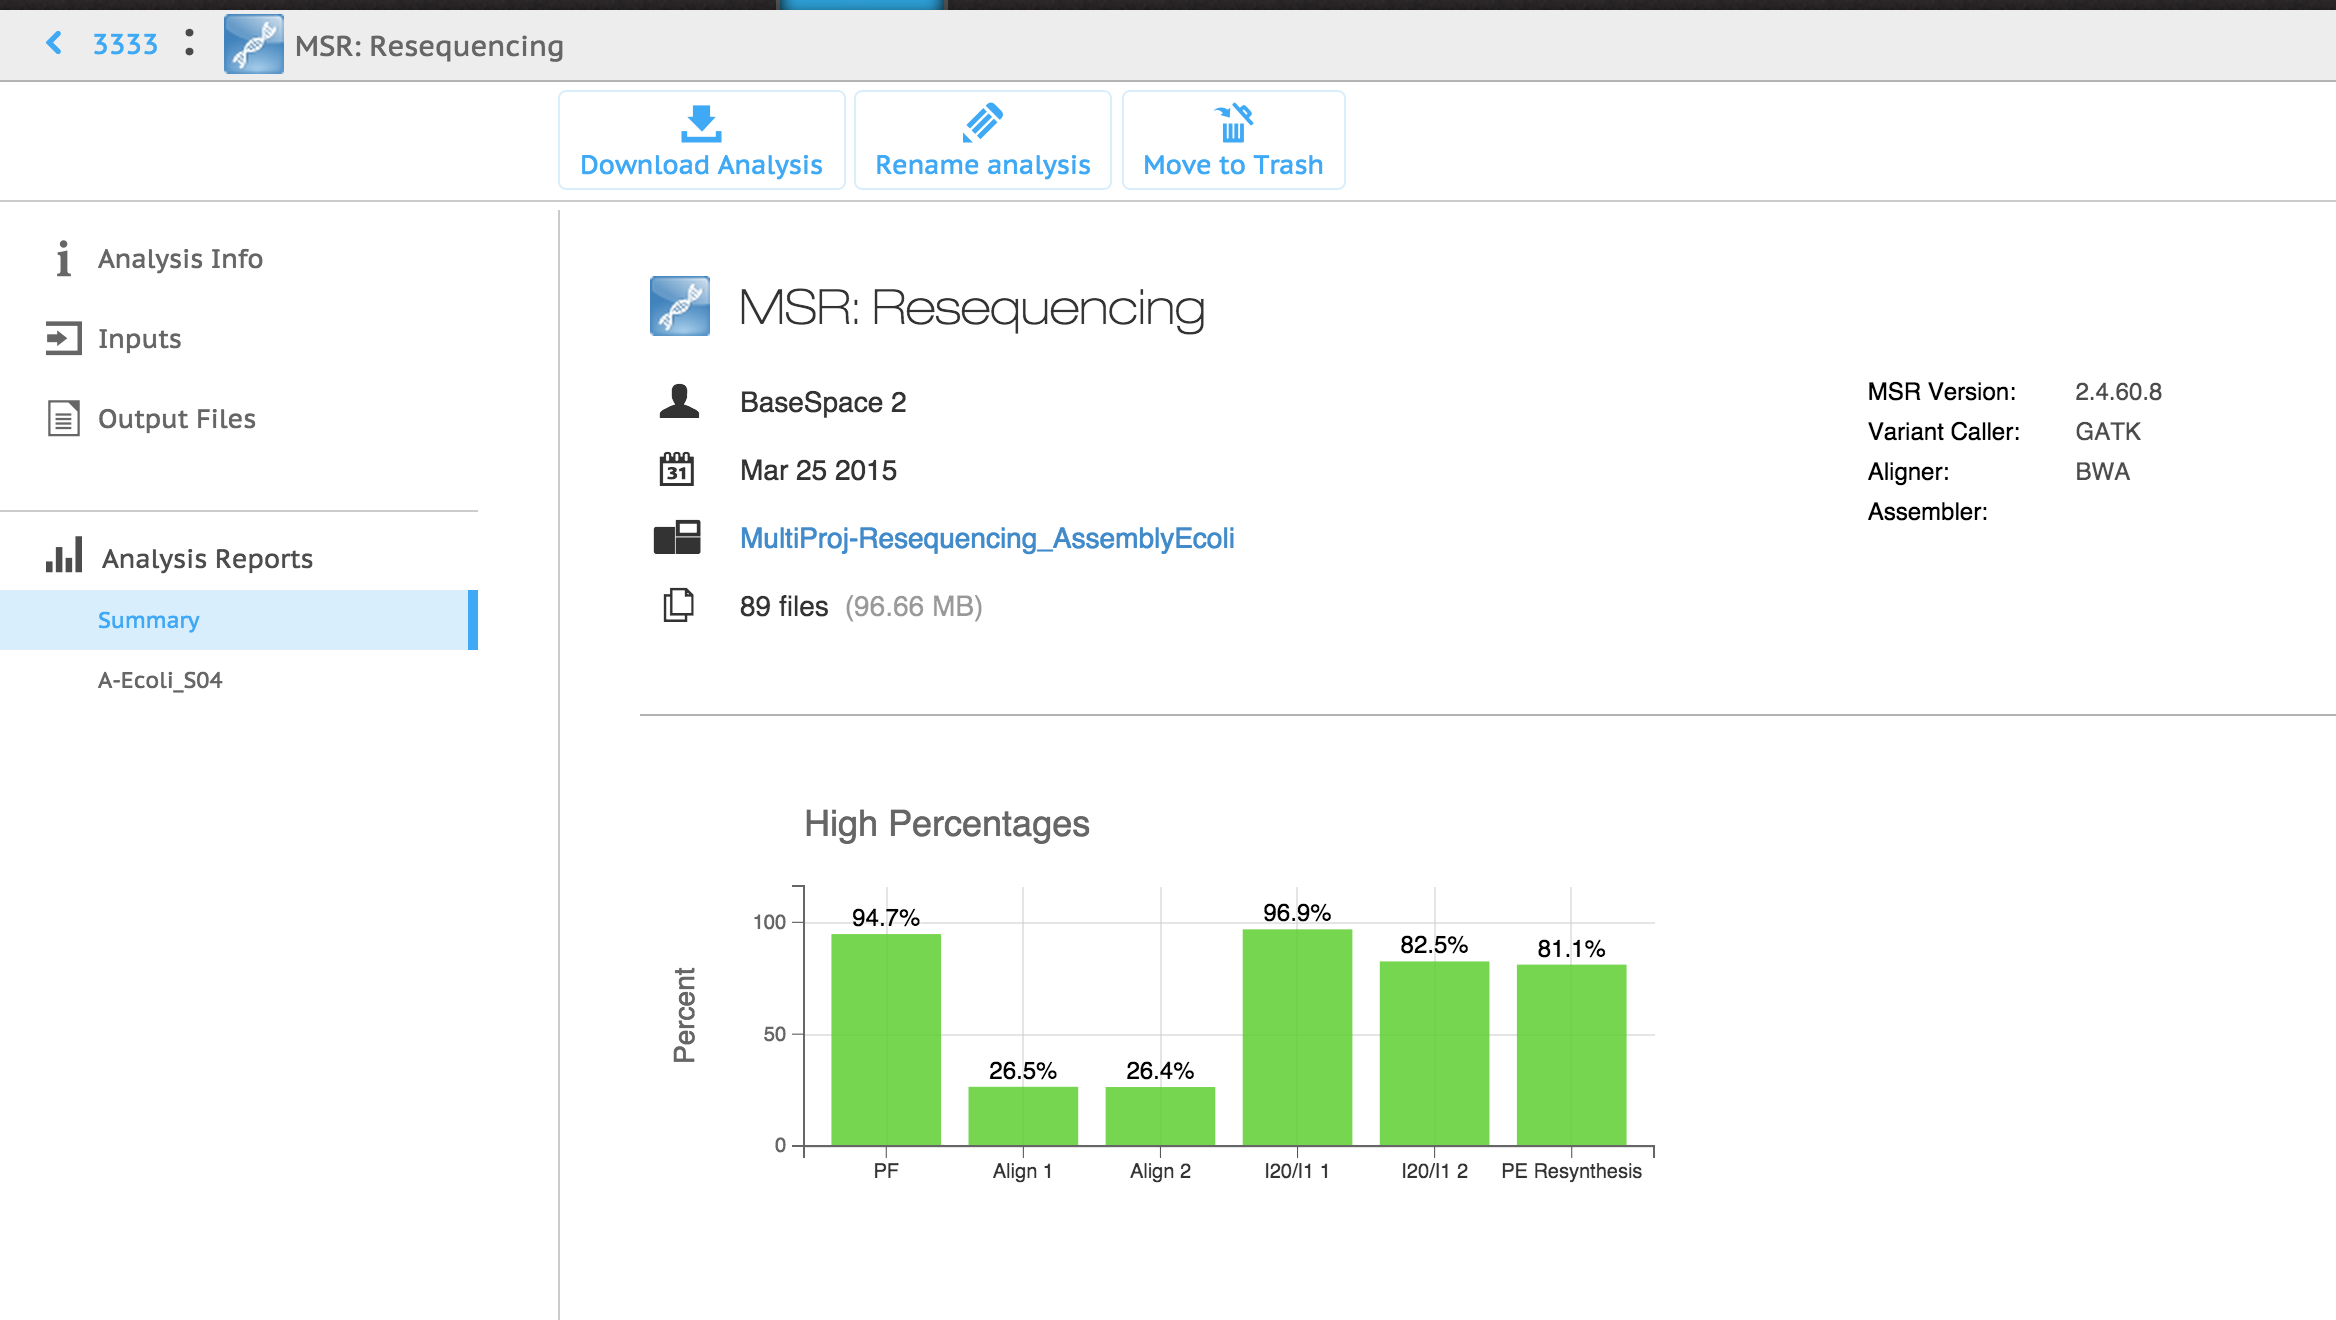 3333 : MSR: Resequencing
Download Analysis
Rename analysis
Move to Trash
Analysis Info
Inputs
Output Files
Analysis Reports
Summary
A-Ecoli_S04
MSR: Resequencing
BaseSpace 2
31
Mar 25 2015
MultiProj-Resequencing_AssemblyEcoli
89 files (96.66 MB)
MSR Version: 2.4.60.8
Variant Caller: GATK
Aligner: BWA
Assembler:
High Percentages
Percent
100
50
0
94.7%
26.5%
26.4%
96.9%
82.5%
81.1%
PF
Align 1
Align 2
I20/I1 1
I20/I1 2
PE Resynthesis